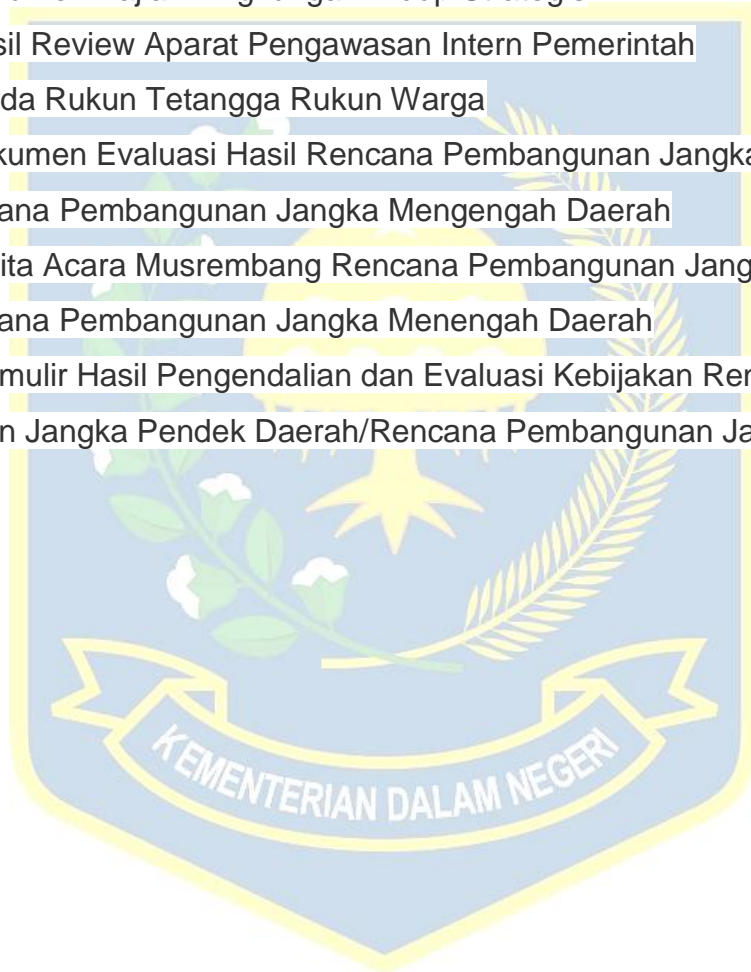 Strategis
sil Review Aparat Pengawasan Intern Pemerintah
da Rukun Tetangga Rukun Warga
kumen Evaluasi Hasil Rencana Pembangunan Jangka
ana Pembangunan Jangka Mengengah Daerah
ita Acara Musrembang Rencana Pembangunan Jang
ana Pembangunan Jangka Menengah Daerah
mulir Hasil Pengendalian dan Evaluasi Kebijakan Ren
n Jangka Pendek Daerah/Rencana Pembangunan Ja
KEMENTERIAN DALAM NEGERI